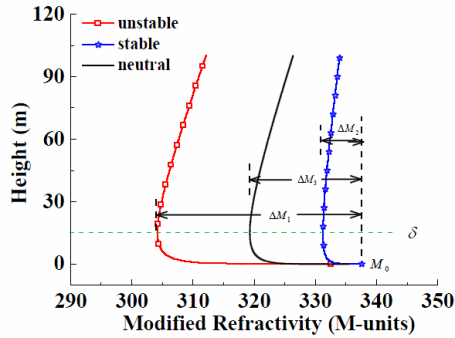 120
90
60
30
0
Height (m)
unstable
stable
neutral
ΔM₂
ΔM₃
ΔM₁
δ
M₀
290 300 310 320 330 340 350
Modified Refractivity (M-units)